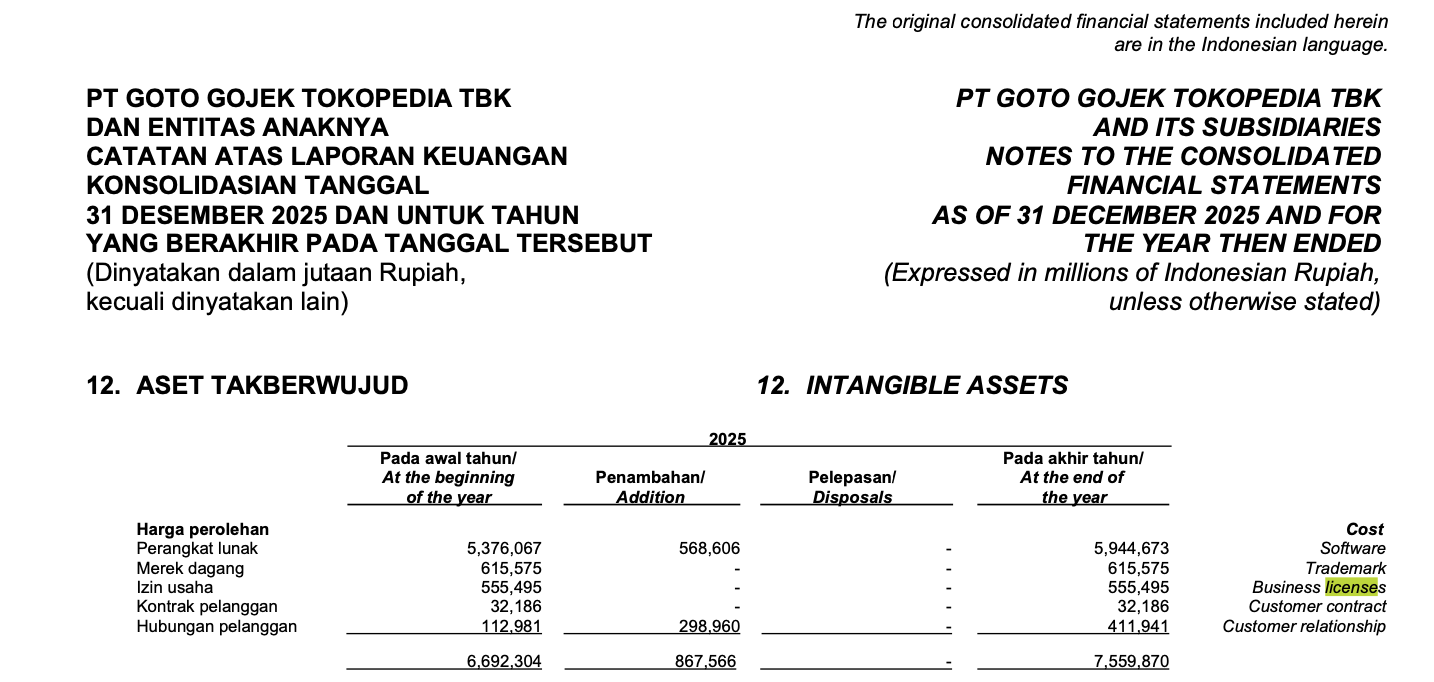 The original consolidated financial statements included herein
are in the Indonesian language.
PT GOTO GOJEK TOKOPEDIA TBK
DAN ENTITAS ANAKNYA
CATATAN ATAS LAPORAN KEUANGAN
KONSOLIDASIAN TANGGAL
31 DESEMBER 2025 DAN UNTUK TAHUN
YANG BERAKHIR PADA TANGGAL TERSEBUT
(Dinyatakan dalam jutaan Rupiah,
kecuali dinyatakan lain)
PT GOTO GOJEK TOKOPEDIA TBK
AND ITS SUBSIDIARIES
NOTES TO THE CONSOLIDATED
FINANCIAL STATEMENTS
AS OF 31 DECEMBER 2025 AND FOR
THE YEAR THEN ENDED
(Expressed in millions of Indonesian Rupiah,
unless otherwise stated)
12. ASET TAKBERWUJUD
12. INTANGIBLE ASSETS
2025
Pada awal tahun/
At the beginning
of the year
Penambahan/
Addition
Pelepasan/
Disposals
Pada akhir tahun/
At the end of
the year
Harga perolehan Cost
Perangkat lunak 5,376,067 568,606 - 5,944,673 Software
Merek dagang 615,575 - - 615,575 Trademark
Izin usaha 555,495 - - 555,495 Business licenses
Kontrak pelanggan 32,186 - - 32,186 Customer contract
Hubungan pelanggan 112,981 298,960 - 411,941 Customer relationship
6,692,304 867,566 - 7,559,870